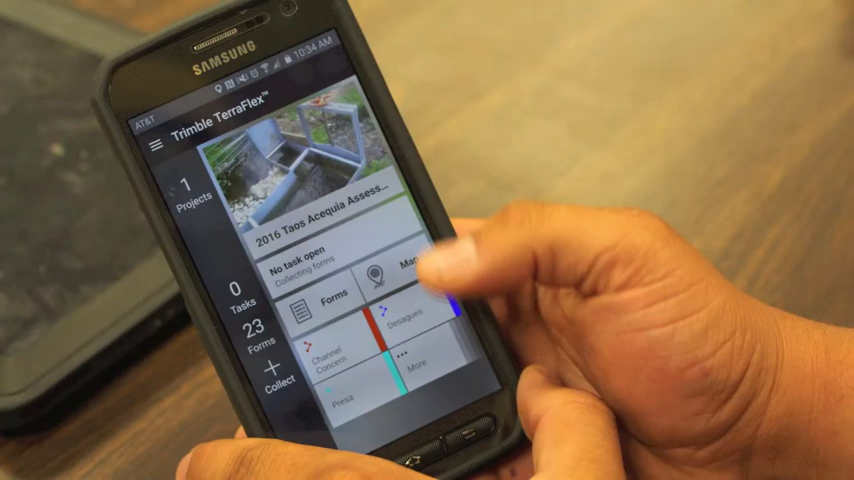 SAMSUNG
AT&T
10:34 AM
Trimble TerraFlex™
1
Projects
2016 Taos Acequia Assess...
No task open
Collecting forms
0
Tasks
Forms
23
Forms
Channel
Concern
Desagues
+
Collect
Presa
More